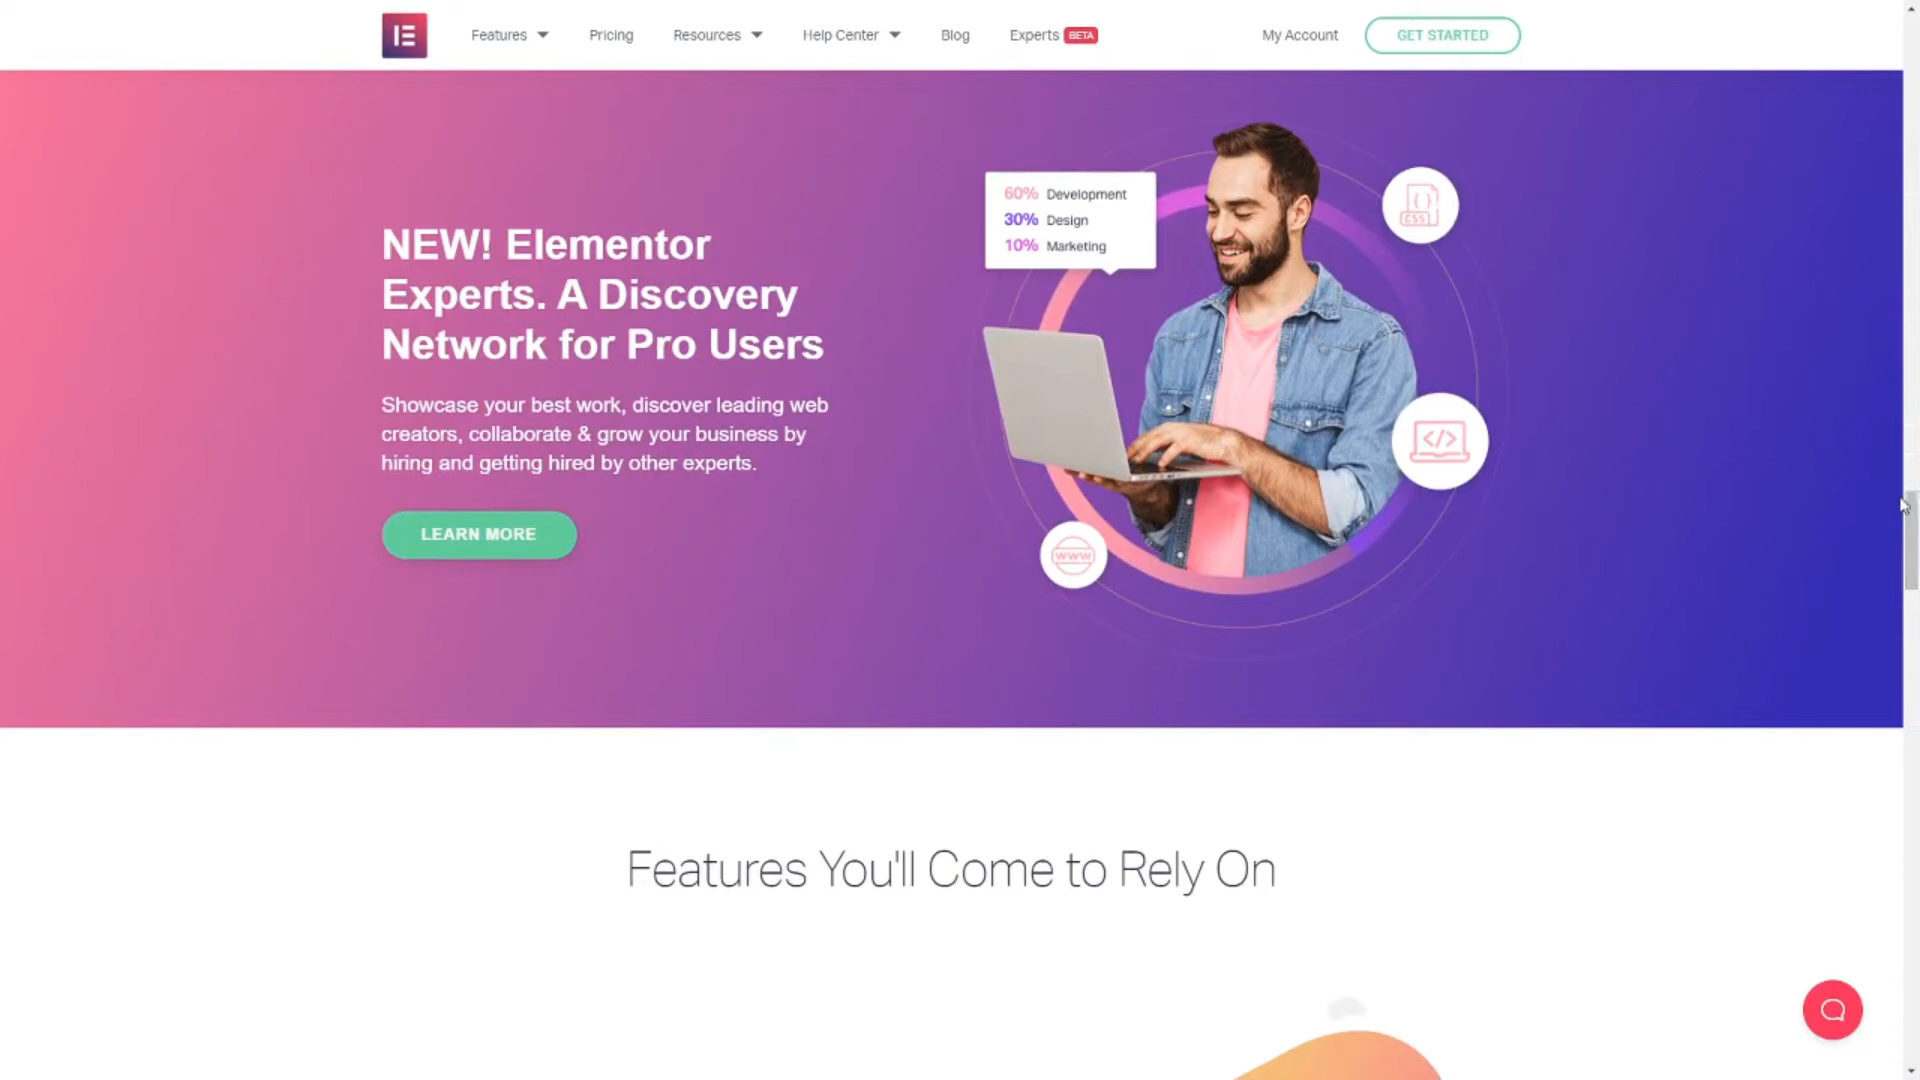 Features
Pricing
Resources
Help Center
Blog
Experts BETA
My Account
GET STARTED
60% Development
30% Design
10% Marketing
CSS
NEW! Elementor
Experts. A Discovery
Network for Pro Users
Showcase your best work, discover leading web
creators, collaborate & grow your business by
hiring and getting hired by other experts.
LEARN MORE
www
Features You'll Come to Rely On